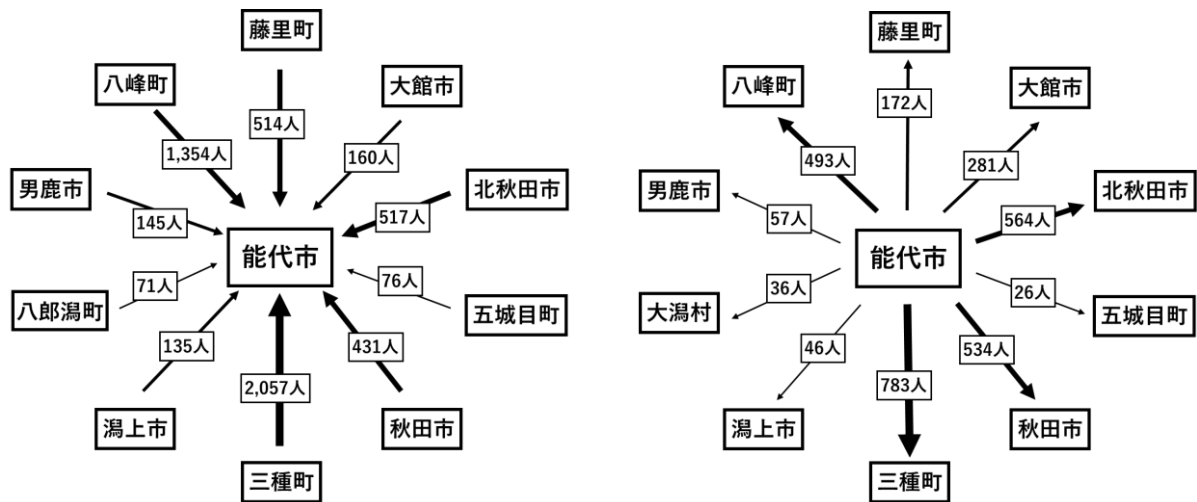 藤里町
八峰町
大館市
514人
1,354人
160人
男鹿市
北秋田市
145人
517人
能代市
八郎潟町
71人
76人
五城目町
135人
431人
2,057人
潟上市
秋田市
三種町
藤里町
八峰町
大館市
172人
493人
281人
男鹿市
北秋田市
57人
564人
能代市
大潟村
36人
26人
五城目町
46人
534人
783人
潟上市
秋田市
三種町